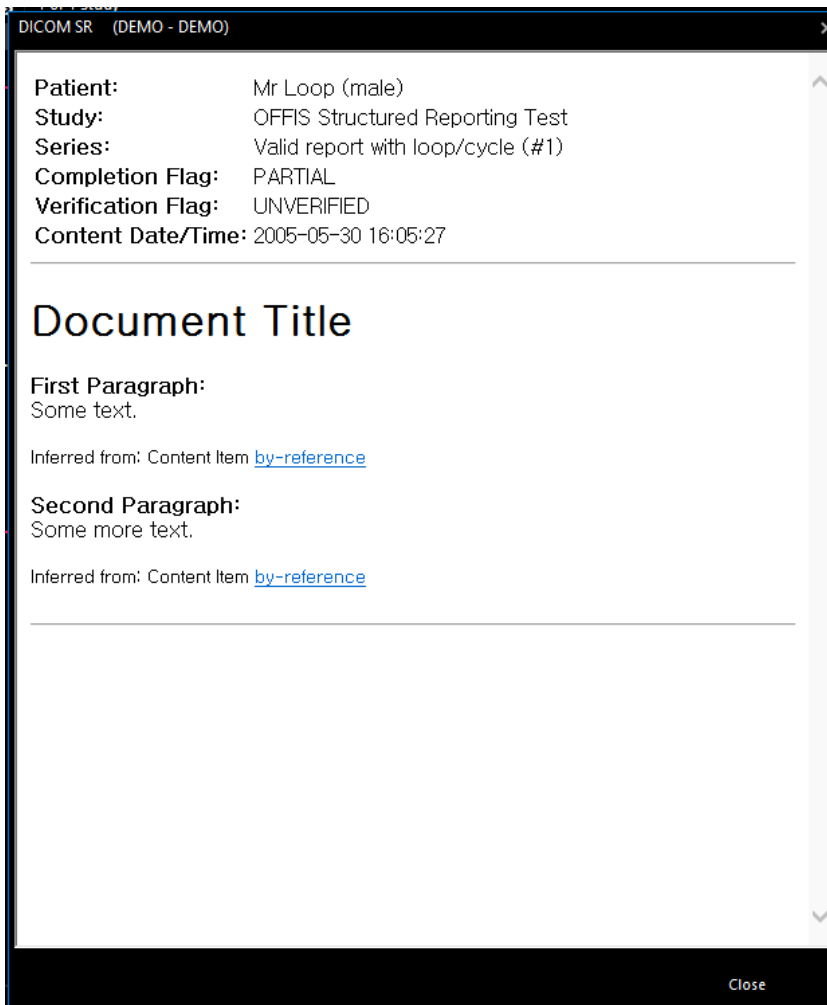 DICOM SR (DEMO - DEMO)
Patient: Mr Loop (male)
Study: OFFIS Structured Reporting Test
Series: Valid report with loop/cycle (#1)
Completion Flag: PARTIAL
Verification Flag: UNVERIFIED
Content Date/Time: 2005-05-30 16:05:27
Document Title
First Paragraph:
Some text.
Inferred from: Content Item by-reference
Second Paragraph:
Some more text.
Inferred from: Content Item by-reference
Close